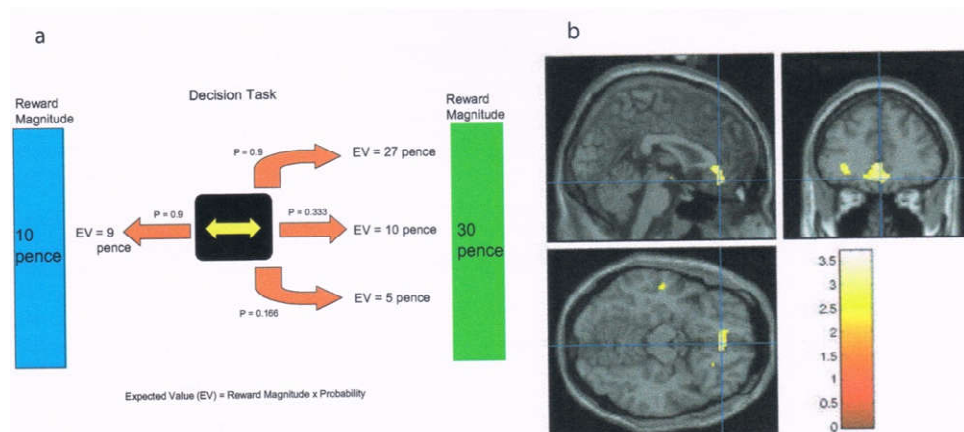 a
Decision Task
Reward
Magnitude
10
pence
EV = 9
pence
P = 0.9
P = 0.9
EV = 27 pence
P = 0.333
EV = 10 pence
P = 0.166
EV = 5 pence
Reward
Magnitude
30
pence
Expected Value (EV) = Reward Magnitude x Probability
b
3.5
3
2.5
2
1.5
1
0.5
0